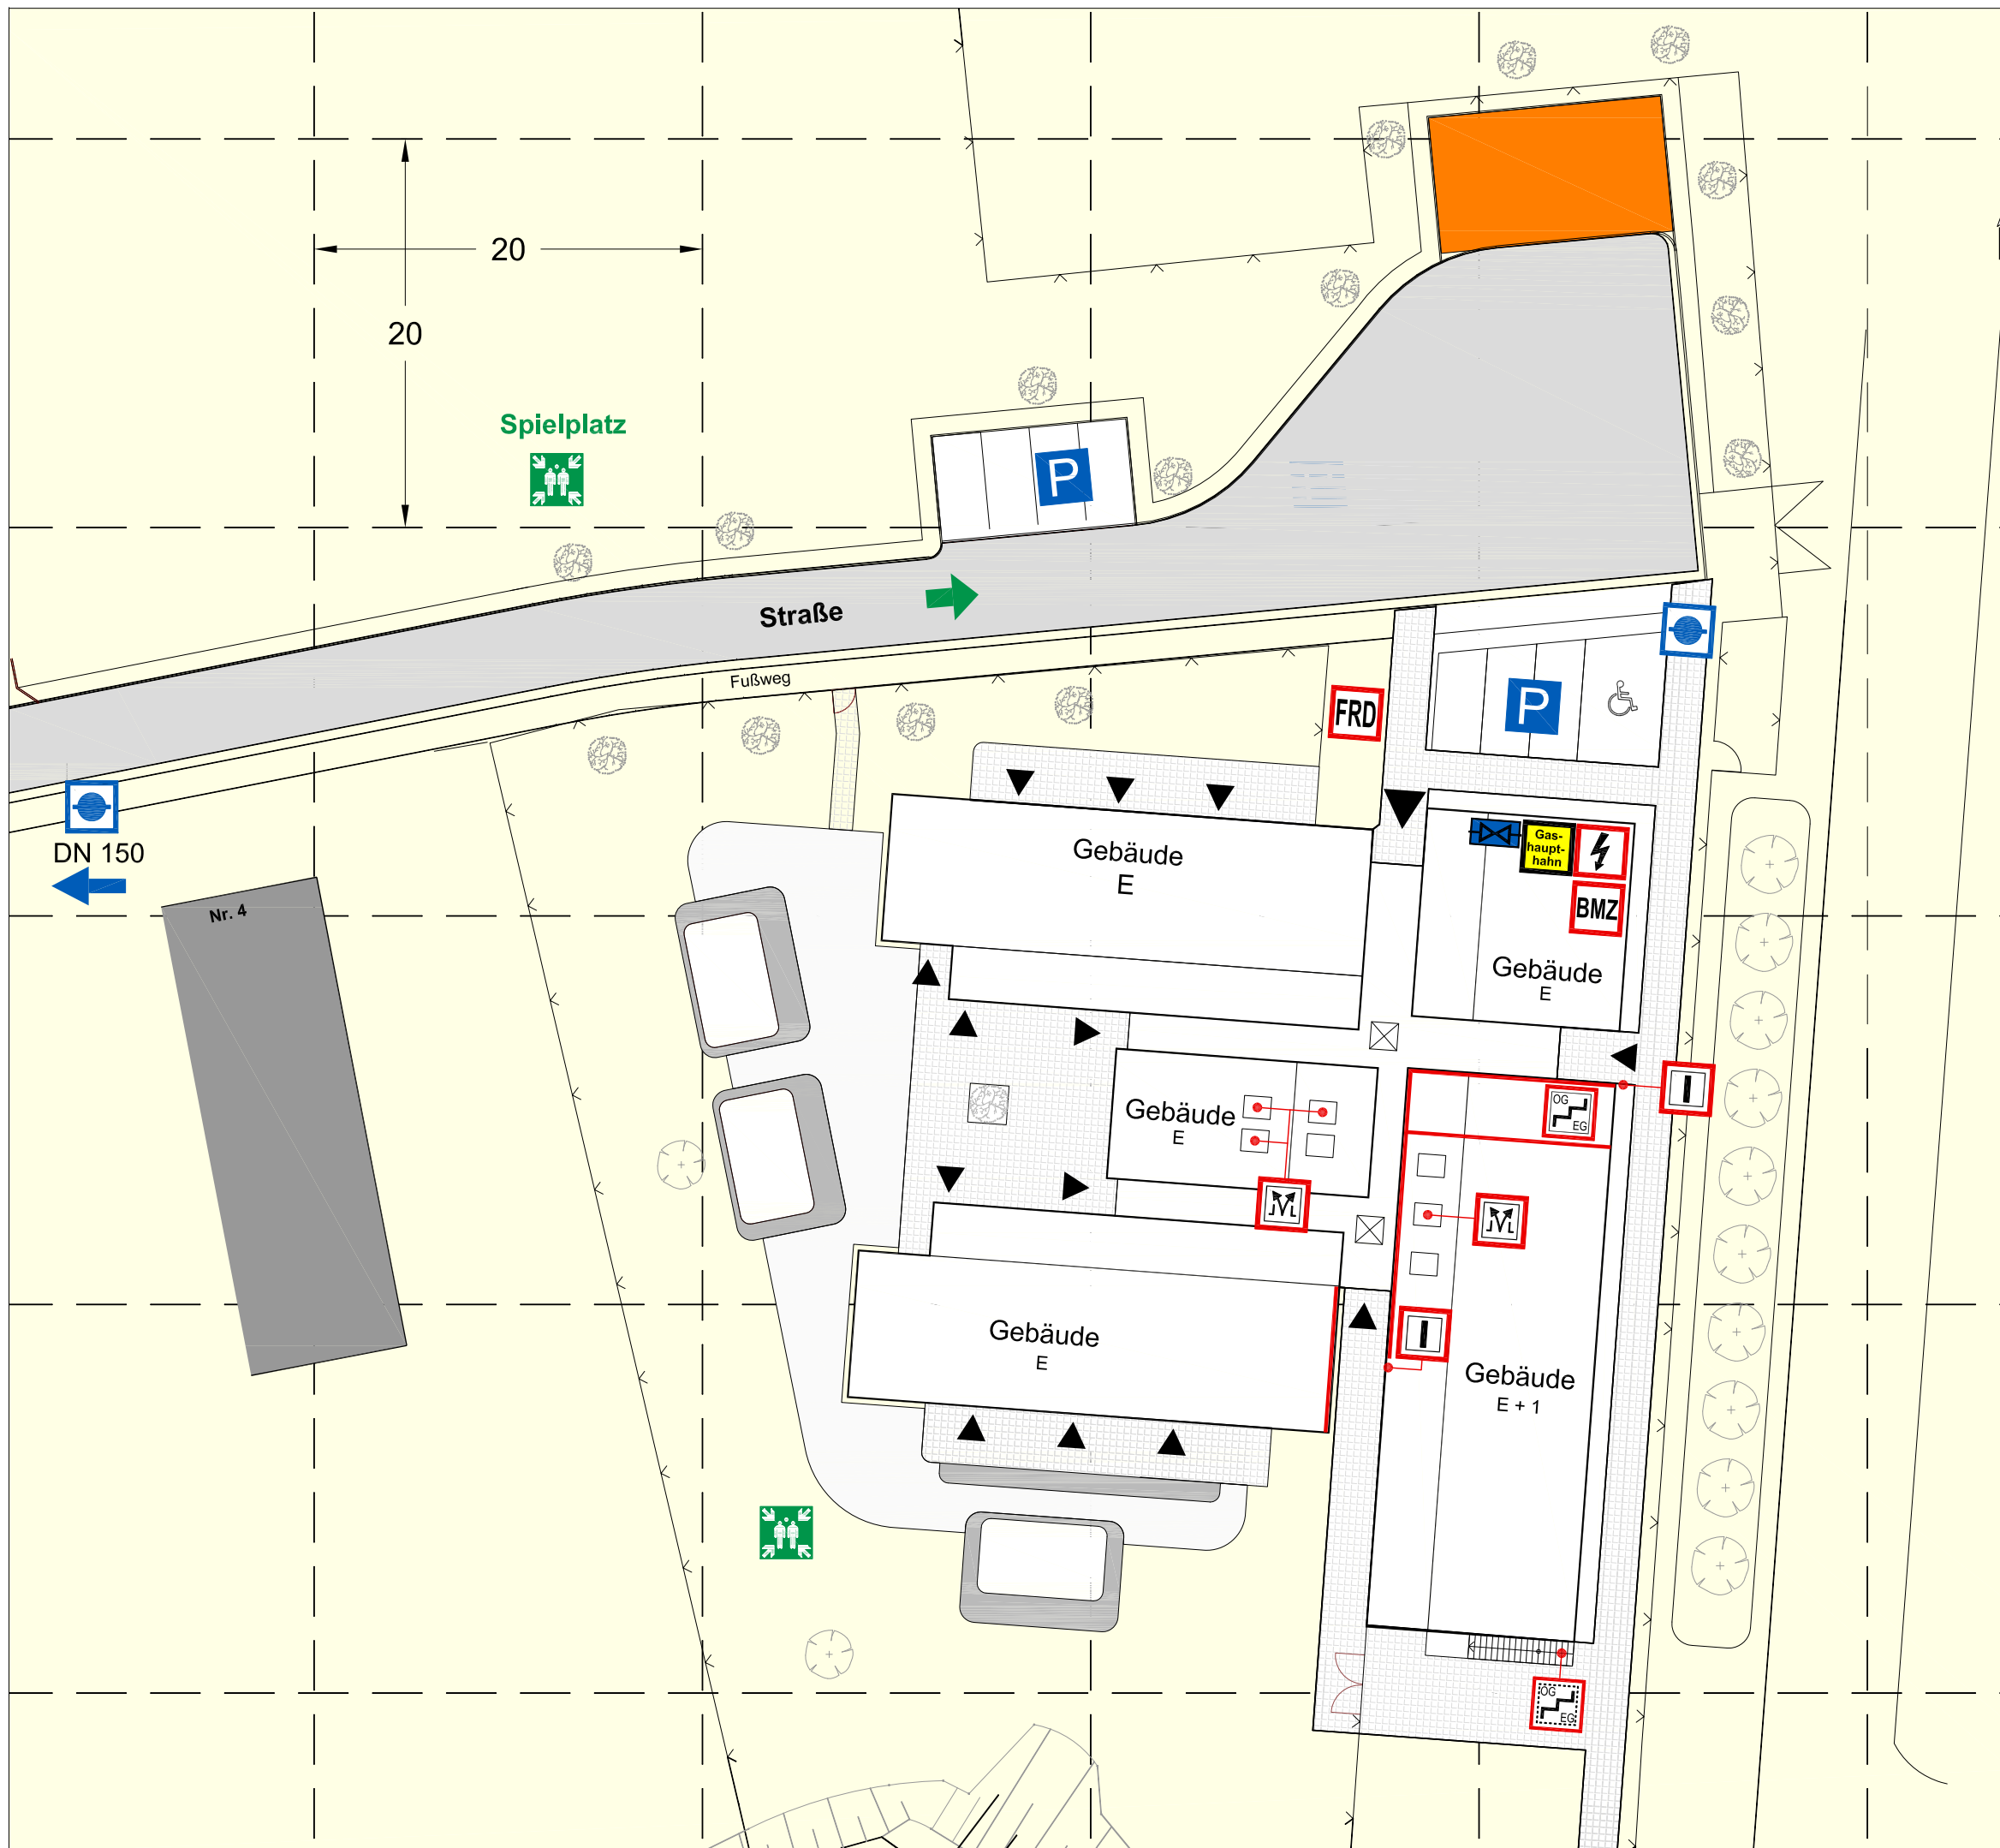 20
20
Spielplatz
P
Straße
Fußweg
FRD
P
DN 150
Nr. 4
Gebäude
E
Gas-
haupt-
hahn
BMZ
Gebäude
E
Gebäude
E
OG
EG
Gebäude
E
Gebäude
E + 1
OG
EG